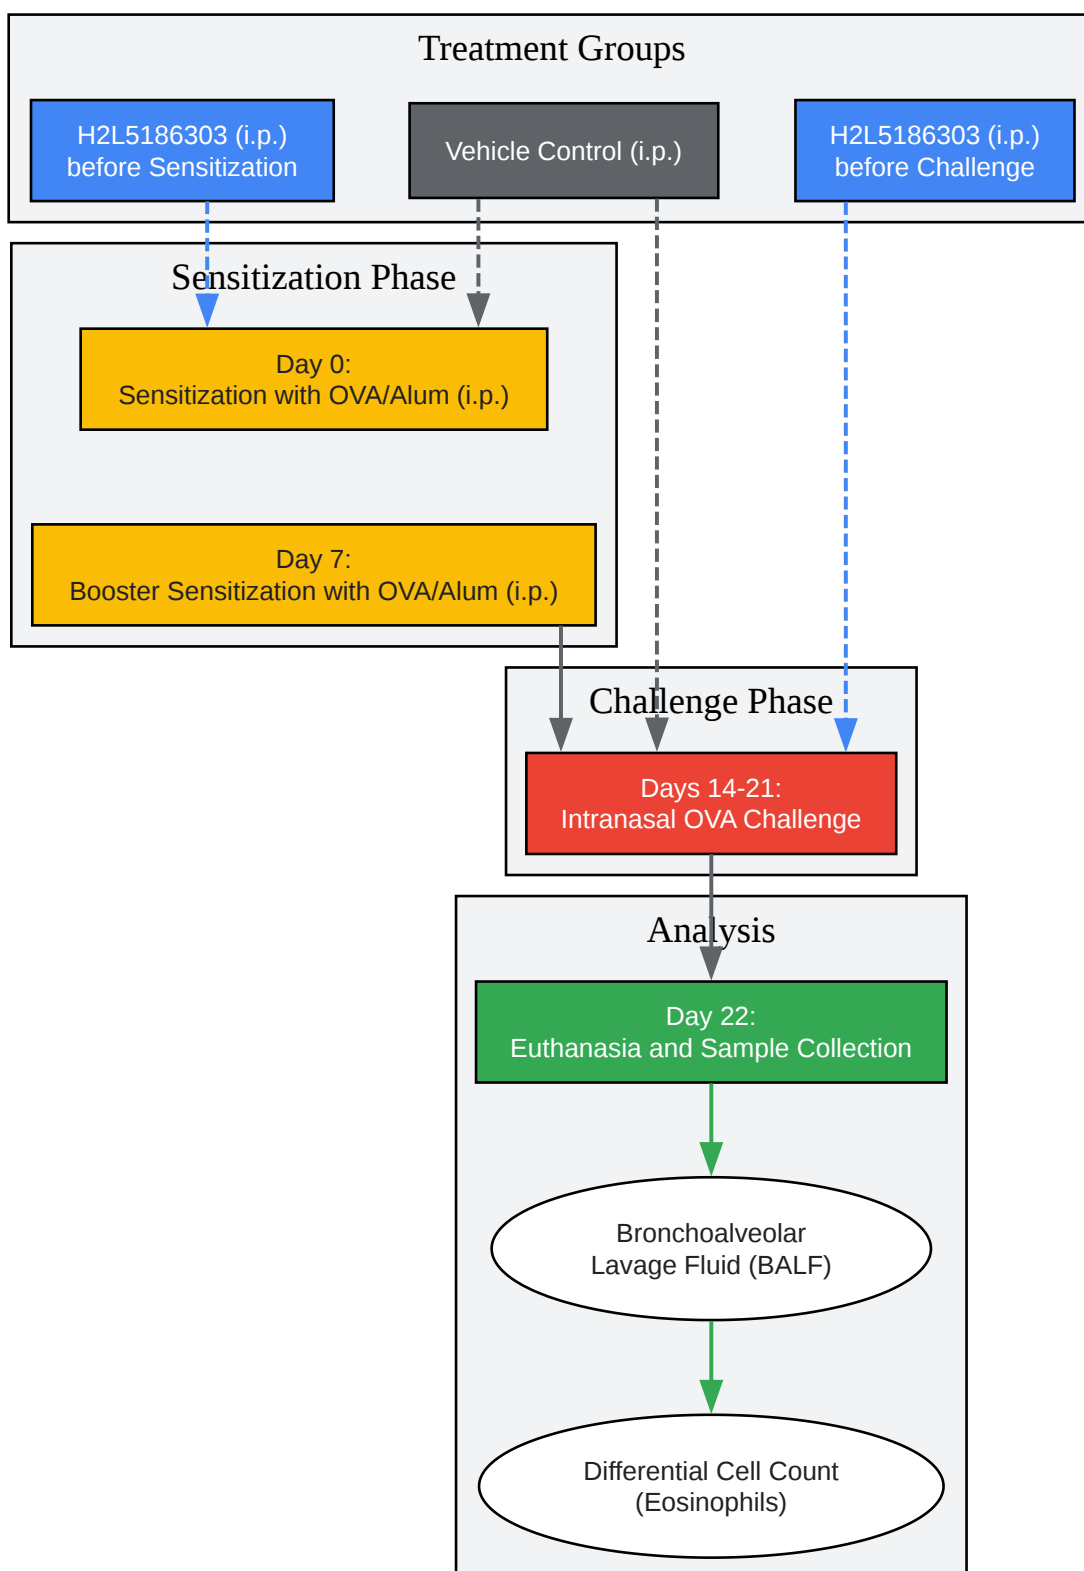 Treatment Groups
H2L5186303 (i.p.)
before Sensitization
Vehicle Control (i.p.)
H2L5186303 (i.p.)
before Challenge
Sensitization Phase
Day 0:
Sensitization with OVA/Alum (i.p.)
Day 7:
Booster Sensitization with OVA/Alum (i.p.)
Challenge Phase
Days 14-21:
Intranasal OVA Challenge
Analysis
Day 22:
Euthanasia and Sample Collection
Bronchoalveolar
Lavage Fluid (BALF)
Differential Cell Count
(Eosinophils)